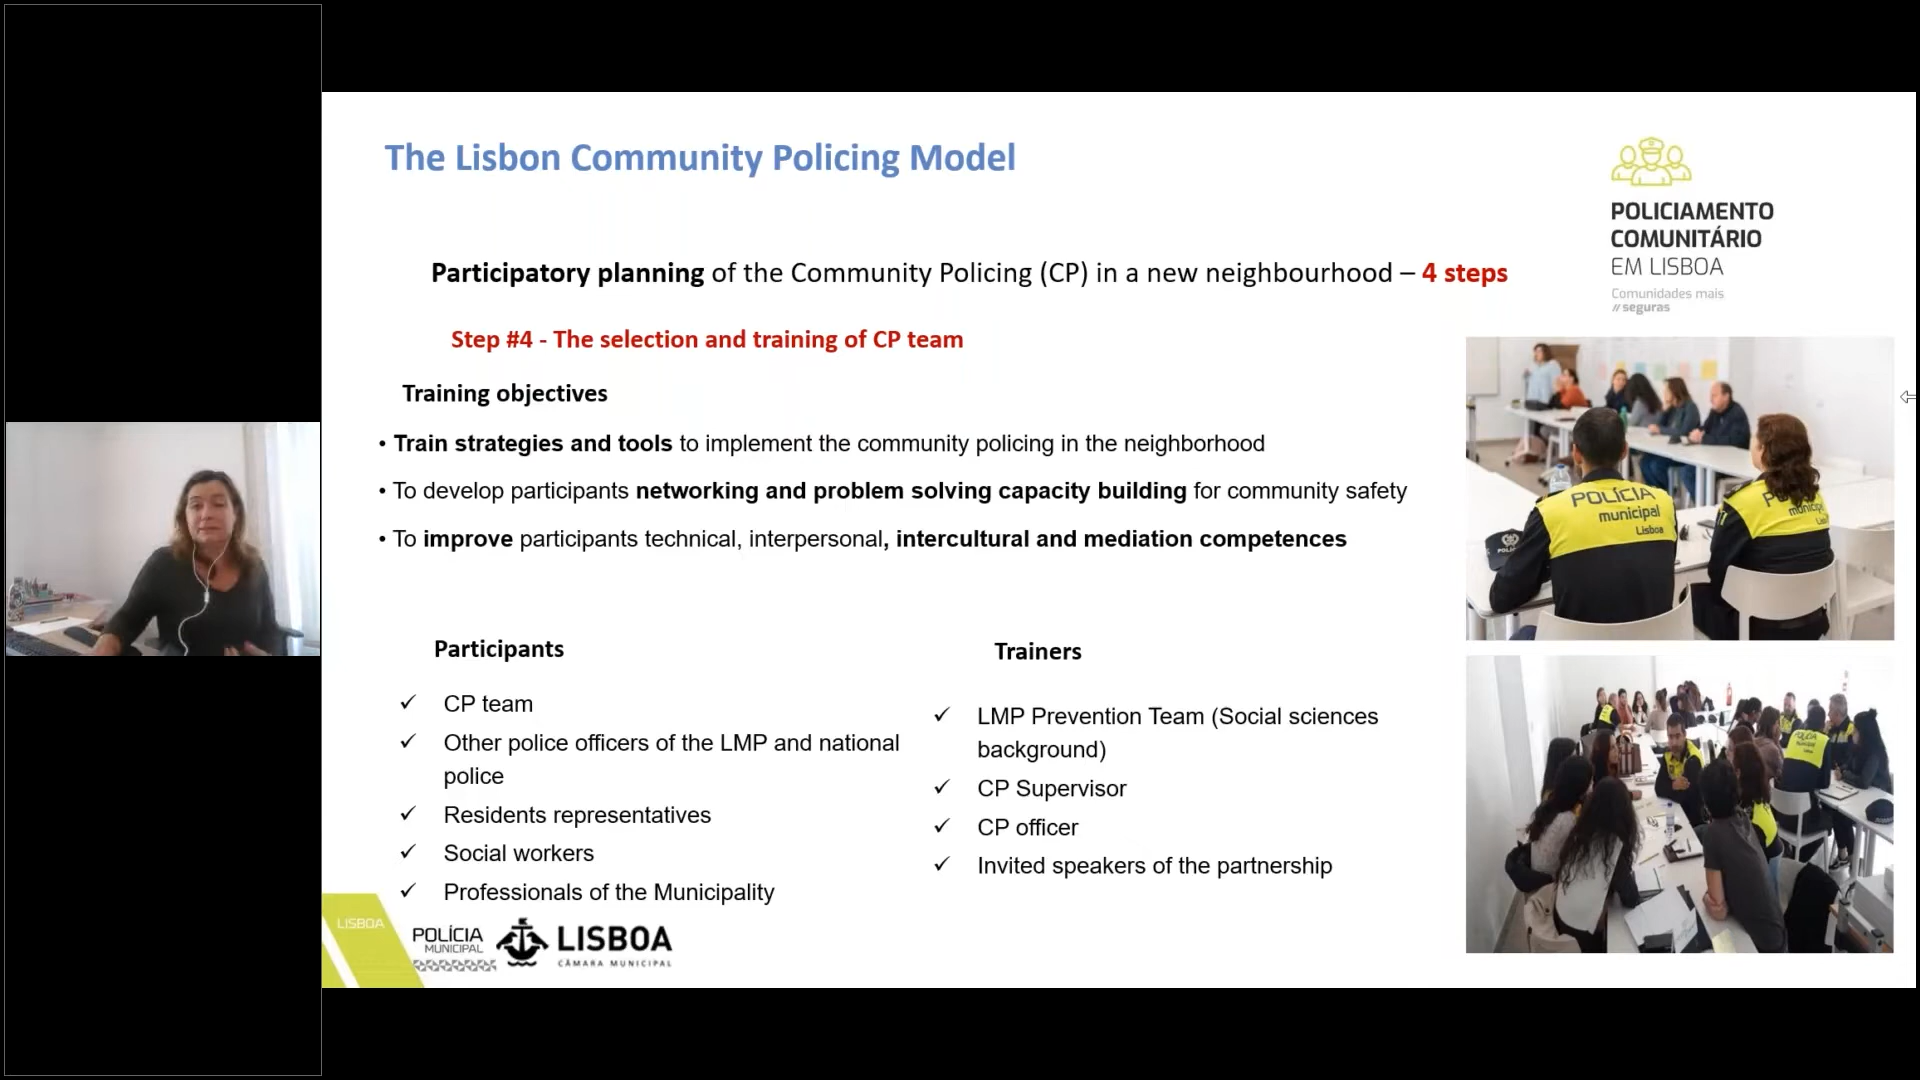 The Lisbon Community Policing Model
POLICIAMENTO
COMUNITÁRIO
EM LISBOA
Comunidades mais
//seguras
Participatory planning of the Community Policing (CP) in a new neighbourhood – 4 steps
Step #4 - The selection and training of CP team
Training objectives
• Train strategies and tools to implement the community policing in the neighborhood
• To develop participants networking and problem solving capacity building for community safety
• To improve participants technical, interpersonal, intercultural and mediation competences
Participants
✓ CP team
✓ Other police officers of the LMP and national
police
✓ Residents representatives
✓ Social workers
✓ Professionals of the Municipality
Trainers
✓ LMP Prevention Team (Social sciences
background)
✓ CP Supervisor
✓ CP officer
✓ Invited speakers of the partnership
POLÍCIA
municipal
Lisboa
municipal
POLÍCIA
LISBOA
POLÍCIA
MUNICIPAL
LISBOA
CÂMARA MUNICIPAL